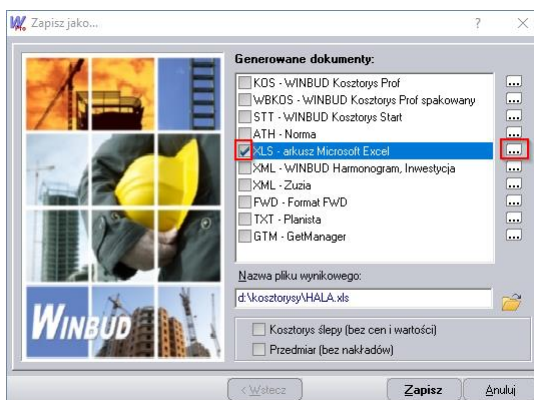 Zapisz jako...
Generowane dokumenty:
KOS - WINBUD Kosztorys Prof
WBKOS - WINBUD Kosztorys Prof spakowany
STT - WINBUD Kosztorys Start
ATH - Norma
XLS - arkusz Microsoft Excel
XML - WINBUD Harmonogram, Inwestycja
XML - Zuzia
FWD - Format FWD
TXT - Planista
GTM - GetManager
Nazwa pliku wynikowego:
d:\kosztorysy\HALA.xls
WINBUD
Kosztorys ślepy (bez cen i wartości)
Przedmiar (bez nakładów)
< Wstecz
Zapisz
Anuluj